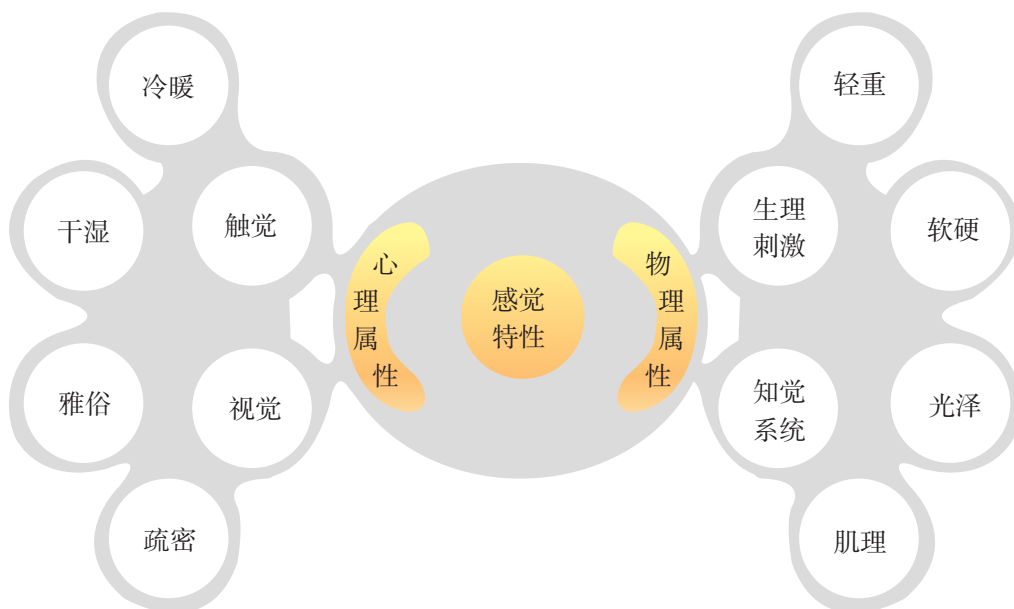 冷暖
干湿
触觉
雅俗
视觉
疏密
心理属性
感觉
特性
物理属性
轻重
生理
刺激
软硬
知觉
系统
光泽
肌理